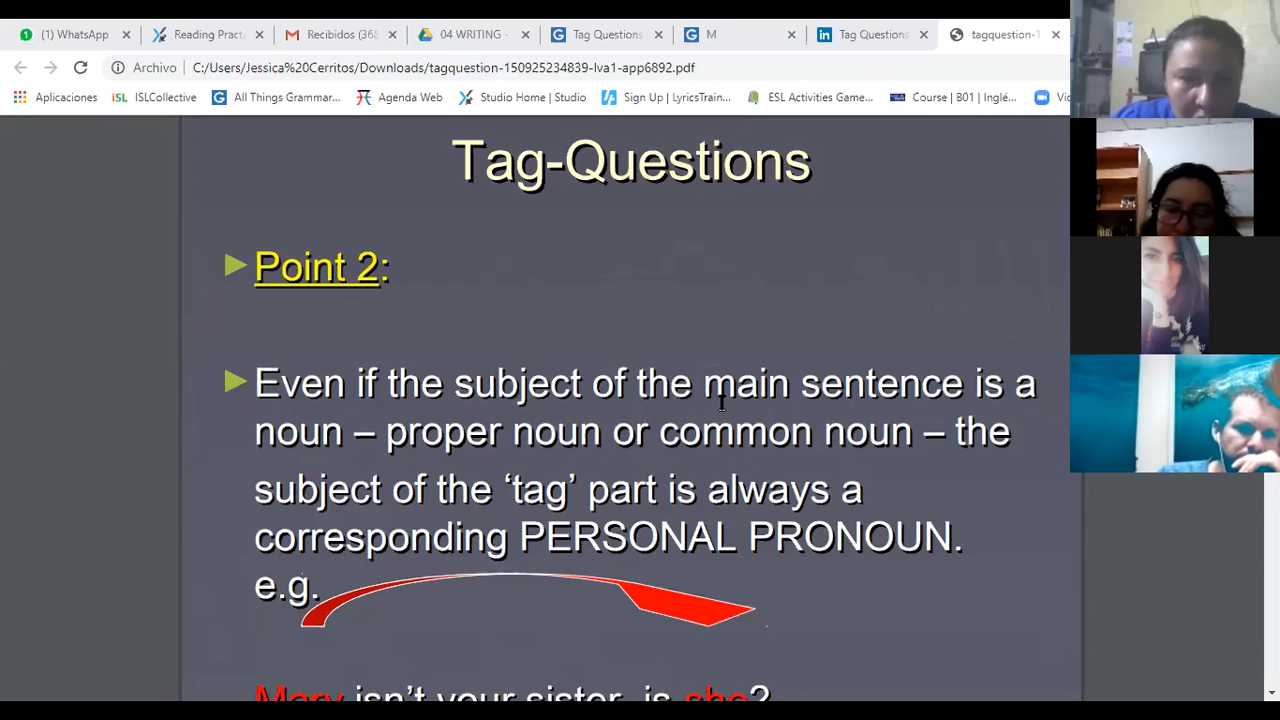 (1) WhatsApp
Reading Pract
Gmail
Recibidos (368
04 WRITING -
Tag Questions
M
Tag Questions
tagquestion-1
Archivo
C:/Users/Jessica%20Cerritos/Downloads/tagquestion-150925234839-lva1-app6892.pdf
Aplicaciones
iSL ISLCollective
All Things Grammar...
Agenda Web
Studio Home | Studio
Sign Up | LyricsTrain...
ESL Activities Game...
Course | B01 | Inglé...
Tag-Questions
Point 2:
Even if the subject of the main sentence is a
noun – proper noun or common noun – the
subject of the ‘tag’ part is always a
corresponding PERSONAL PRONOUN.
e.g.
Mary isn’t your sister, is she?